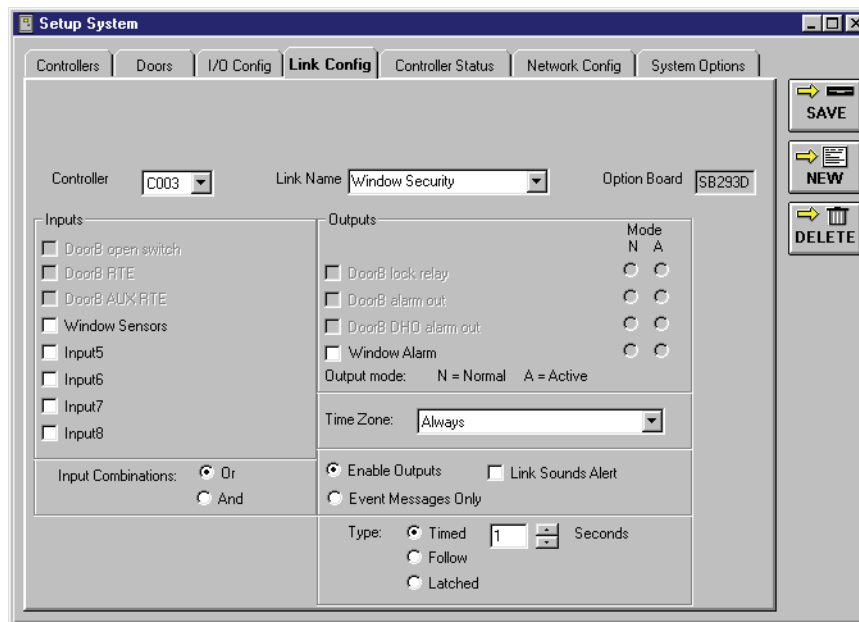 Setup System
Controllers Doors I/O Config Link Config Controller Status Network Config System Options
SAVE
NEW
DELETE
Controller C003 Link Name Window Security Option Board SB293D
Inputs
DoorB open switch
DoorB RTE
DoorB AUX RTE
Window Sensors
Input5
Input6
Input7
Input8
Input Combinations: Or
And
Outputs
Mode
N A
DoorB lock relay
DoorB alarm out
DoorB DHO alarm out
Window Alarm
Output mode: N = Normal A = Active
Time Zone: Always
Enable Outputs Link Sounds Alert
Event Messages Only
Type: Timed 1 Seconds
Follow
Latched